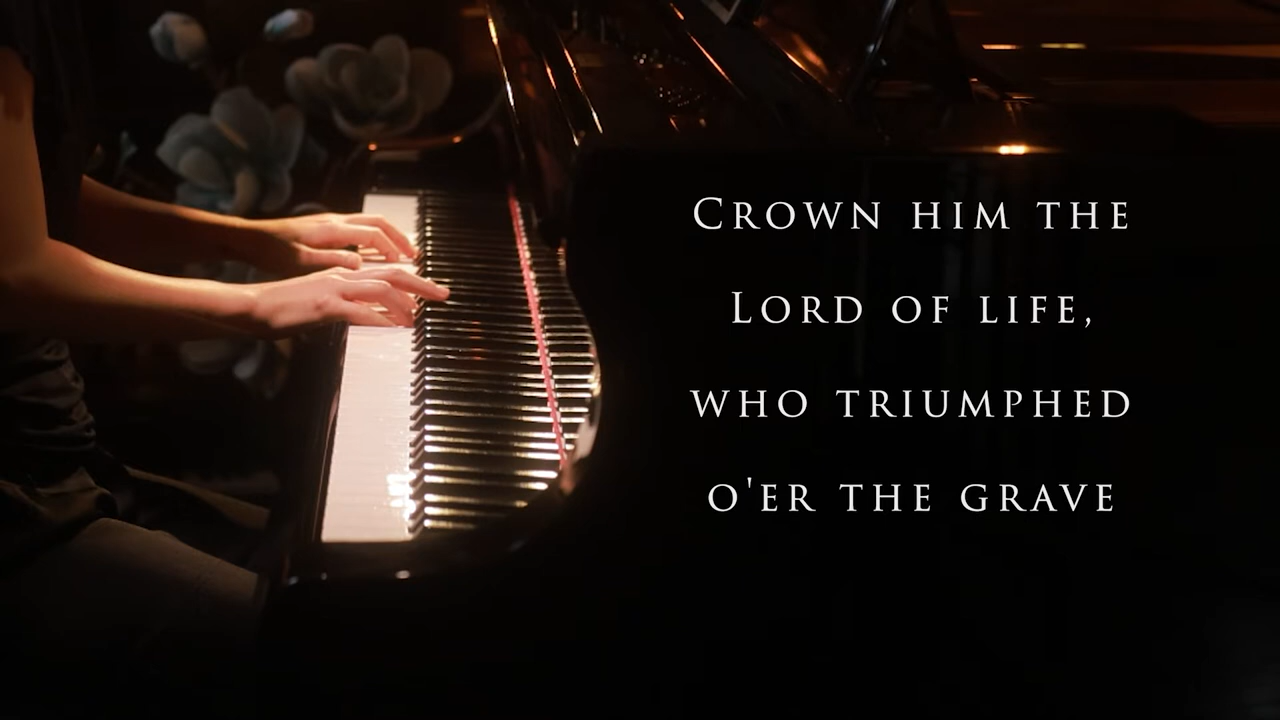 Crown him the
Lord of life,
who triumphed
o'er the grave